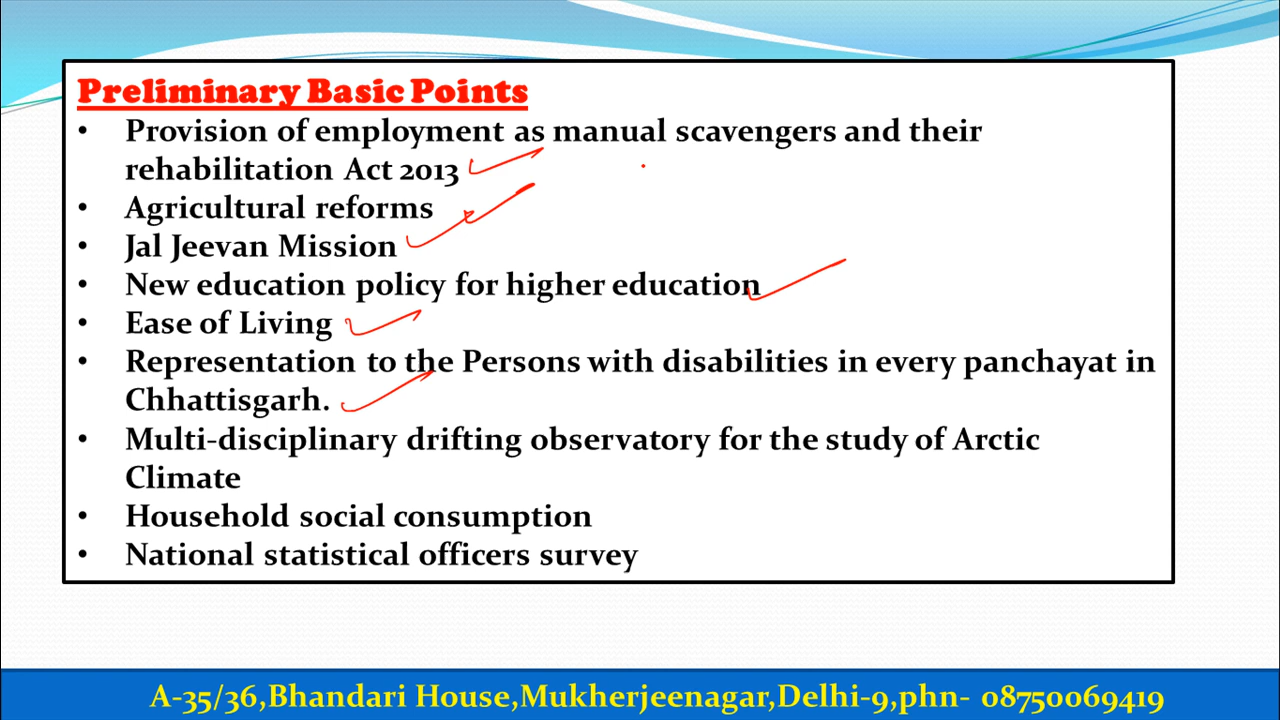 Preliminary Basic Points
• Provision of employment as manual scavengers and their
rehabilitation Act 2013
• Agricultural reforms
• Jal Jeevan Mission
• New education policy for higher education
• Ease of Living
• Representation to the Persons with disabilities in every panchayat in
Chhattisgarh.
• Multi-disciplinary drifting observatory for the study of Arctic
Climate
• Household social consumption
• National statistical officers survey
A-35/36,Bhandari House,Mukherjeenagar,Delhi-9,phn- 08750069419